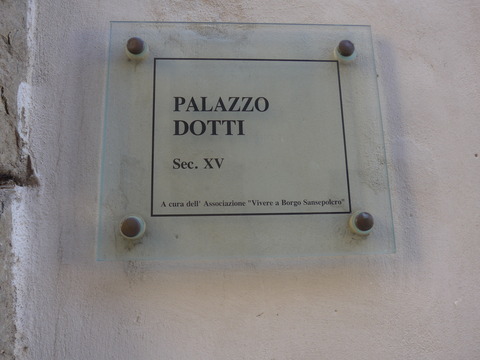 PALAZZO
DOTTI
Sec. XV
A cura dell' Associazione "Vivere a Borgo Sansepolcro"